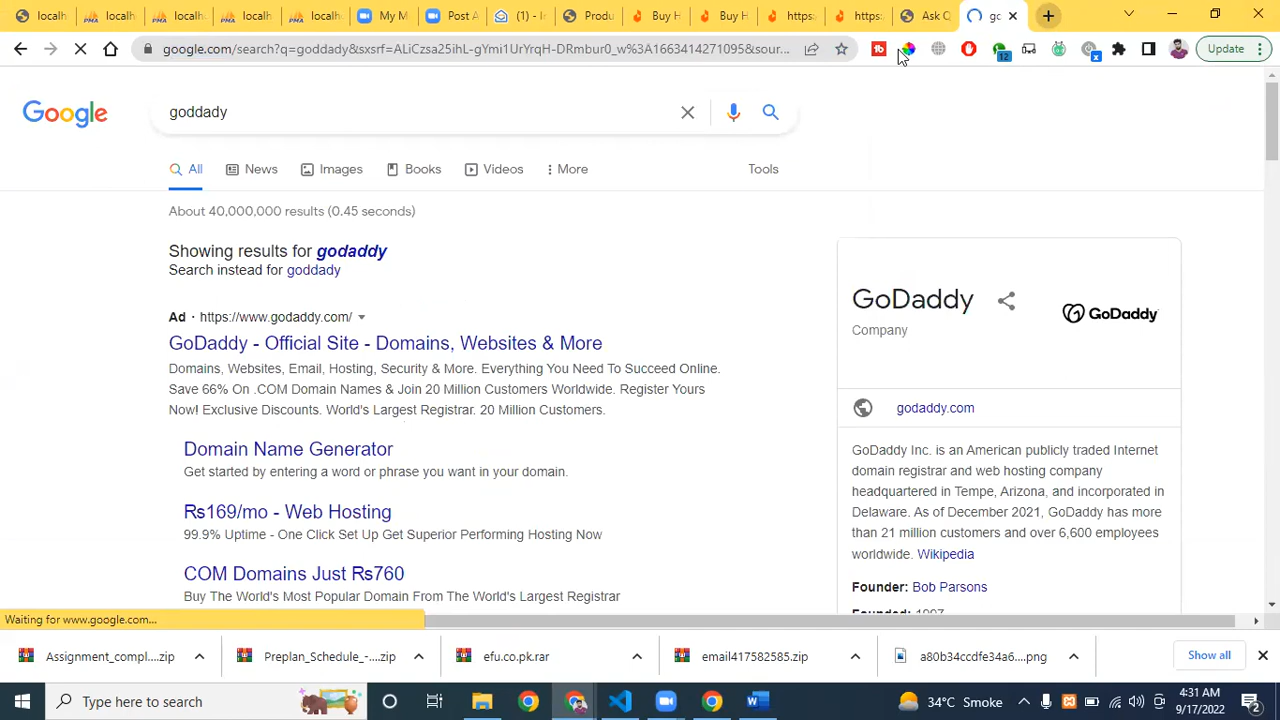 localh
localh
localh
localh
localh
My M
Post A
(1) - In
Produ
Buy H
Buy H
https:
https:
Ask Q
go
google.com/search?q=goddady&sxsrf=ALiCzsa25ihL-gYmi1UrYrqH-DRmbur0_w%3A1663414271095&sour...
12
Update
Google
goddady
All
News
Images
Books
Videos
More
Tools
About 40,000,000 results (0.45 seconds)
Showing results for godaddy
Search instead for goddady
Ad · https://www.godaddy.com/
GoDaddy - Official Site - Domains, Websites & More
Domains, Websites, Email, Hosting, Security & More. Everything You Need To Succeed Online.
Save 66% On .COM Domain Names & Join 20 Million Customers Worldwide. Register Yours
Now! Exclusive Discounts. World's Largest Registrar. 20 Million Customers.
Domain Name Generator
Get started by entering a word or phrase you want in your domain.
Rs169/mo - Web Hosting
99.9% Uptime - One Click Set Up Get Superior Performing Hosting Now
COM Domains Just Rs760
Buy The World's Most Popular Domain From The World's Largest Registrar
GoDaddy
Company
GoDaddy
godaddy.com
GoDaddy Inc. is an American publicly traded Internet
domain registrar and web hosting company
headquartered in Tempe, Arizona, and incorporated in
Delaware. As of December 2021, GoDaddy has more
than 21 million customers and over 6,600 employees
worldwide. Wikipedia
Founder: Bob Parsons
Founded: 1997
Waiting for www.google.com...
Assignment_compl....zip
Preplan_Schedule_-....zip
efu.co.pk.rar
email417582585.zip
a80b34ccdfe34a6....png
Show all
Type here to search
34°C Smoke
4:31 AM
9/17/2022
2